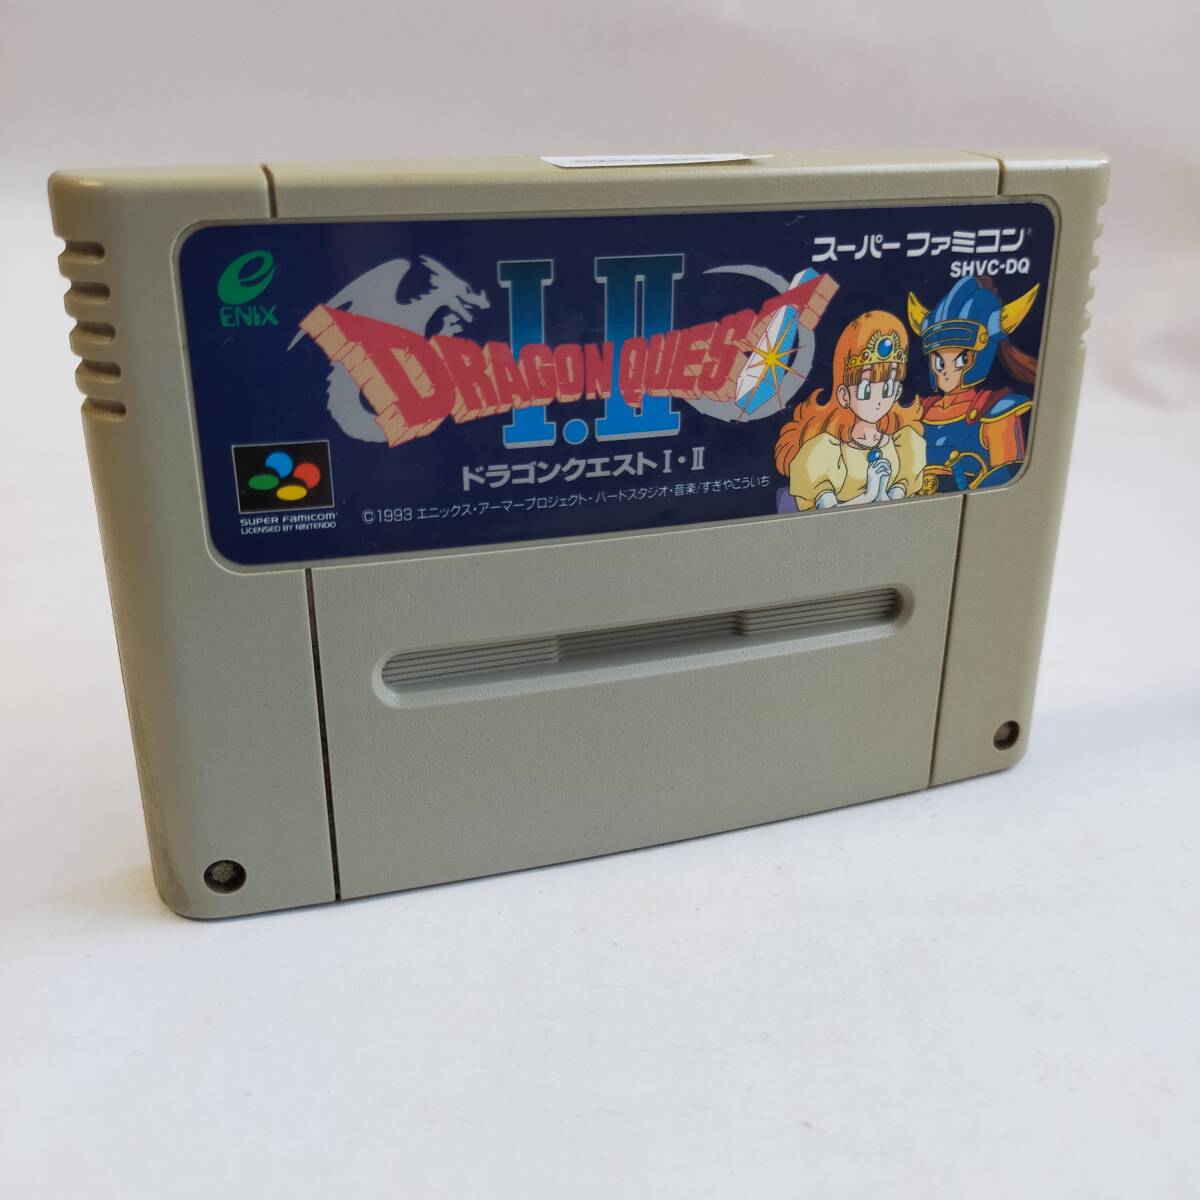 ENIX
スーパーファミコン®
SHVC-DQ
I.II
DRAGON QUEST
ドラゴンクエストI・II
©1993 エニックス・アーマープロジェクト・バードスタジオ・音楽/すぎやこういち
SUPER FAMICOM
LICENSED BY NINTENDO